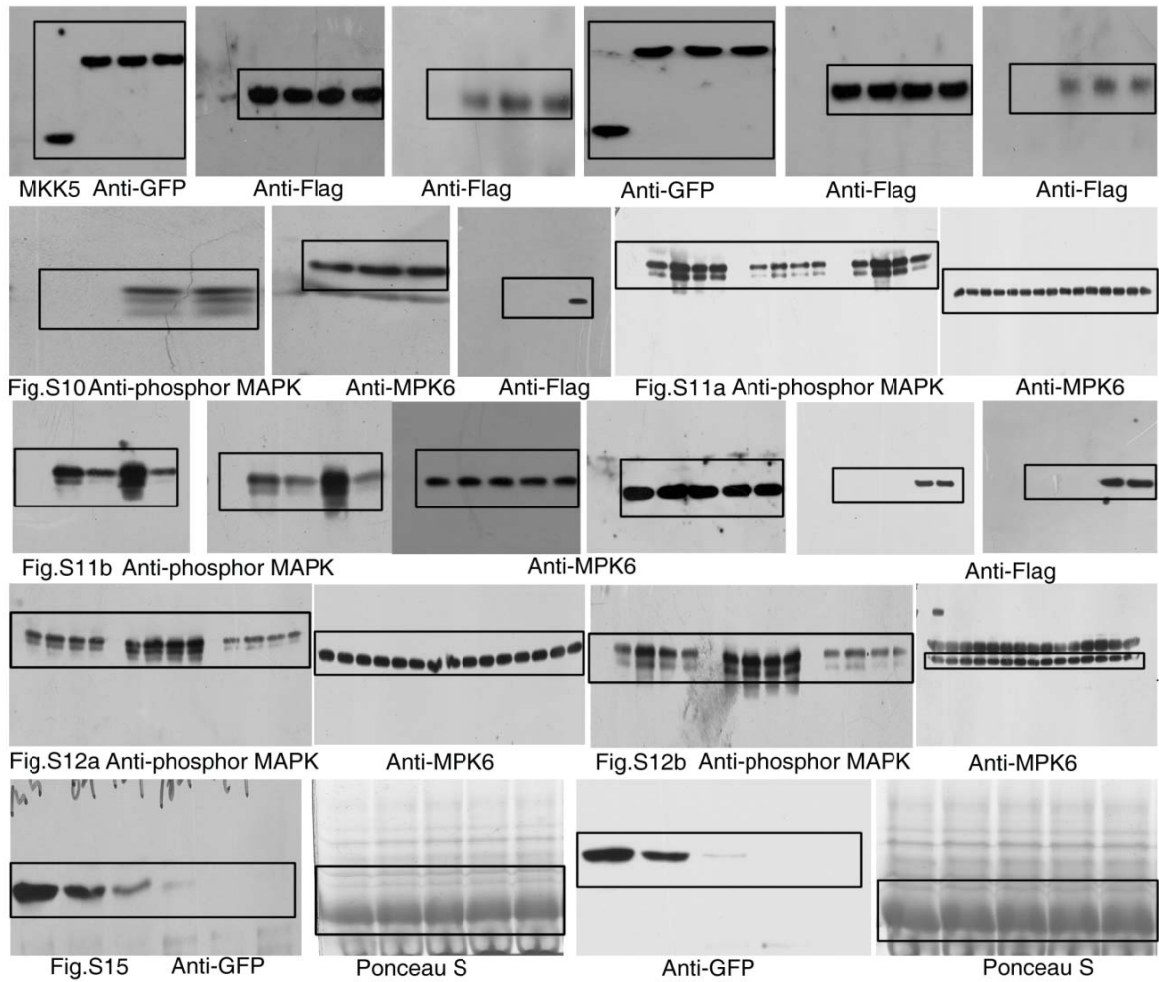 MKK5 Anti-GFP Anti-Flag Anti-Flag Anti-GFP Anti-Flag Anti-Flag
Fig.S10 Anti-phosphor MAPK Anti-MPK6 Anti-Flag Fig.S11a Anti-phosphor MAPK Anti-MPK6
Fig.S11b Anti-phosphor MAPK Anti-MPK6 Anti-Flag
Fig.S12a Anti-phosphor MAPK Anti-MPK6 Fig.S12b Anti-phosphor MAPK Anti-MPK6
Fig.S15 Anti-GFP Ponceau S Anti-GFP Ponceau S